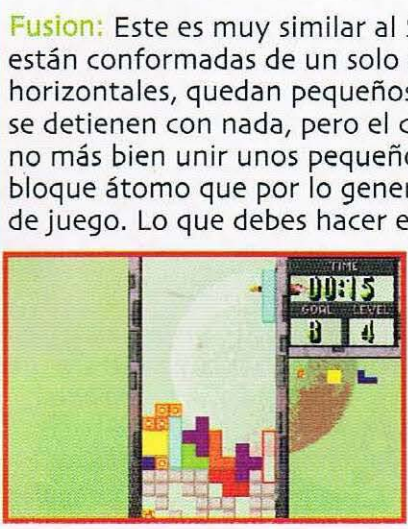 Fusion: Este es muy similar al
están conformadas de un solo
horizontales, quedan pequeños
se detienen con nada, pero el
no más bien unir unos pequeño
bloque átomo que por lo gener
de juego. Lo que debes hacer e
TIME
00:15
GOAL LEVEL
8 4